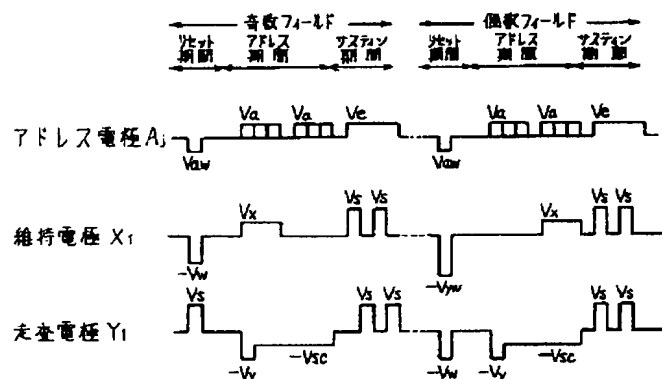 奇数フィールド 偶数フィールド
リセット期間 アドレス期間 サスティン期間 リセット期間 アドレス期間 サスティン期間
Va Va Ve Va Va Ve
アドレス電極 Aj
Vaw Vaw
Vx Vs Vs Vx Vs Vs
維持電極 X1
-Vw -Vyw
Vs Vs Vs Vs Vs
走査電極 Y1
-Vy -Vsc -Vw -Vy -Vsc